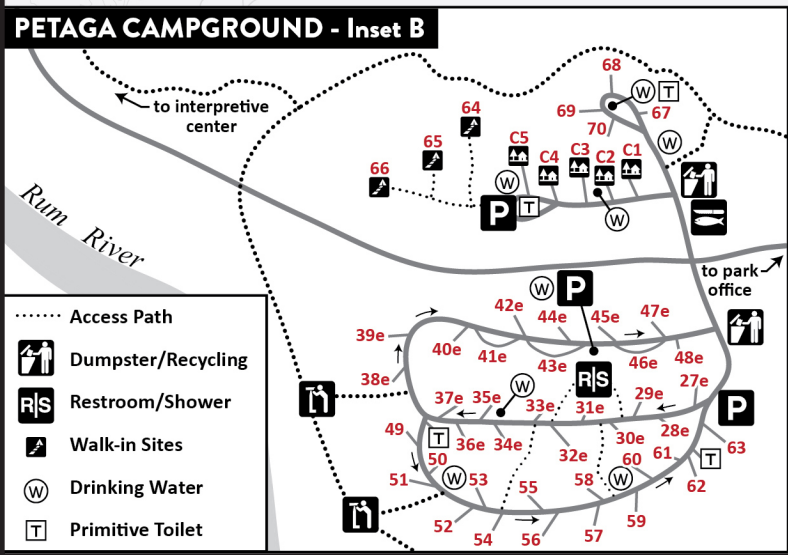 PETAGA CAMPGROUND - Inset B
68
W T
69
67
70
to interpretive
center
64
65
66
C5
C4
C3
C2
C1
W
W
P
T
W
Rum River
to park
office
W
P
42e
44e
45e
47e
39e
40e
41e
43e
46e
48e
38e
R|S
37e
35e
W
33e
31e
29e
27e
P
49
T
36e
34e
32e
30e
28e
63
50
60
61
T
51
W
53
55
58
W
62
52
54
56
57
59
Access Path
Dumpster/Recycling
R|S
Restroom/Shower
Walk-in Sites
W
Drinking Water
T
Primitive Toilet